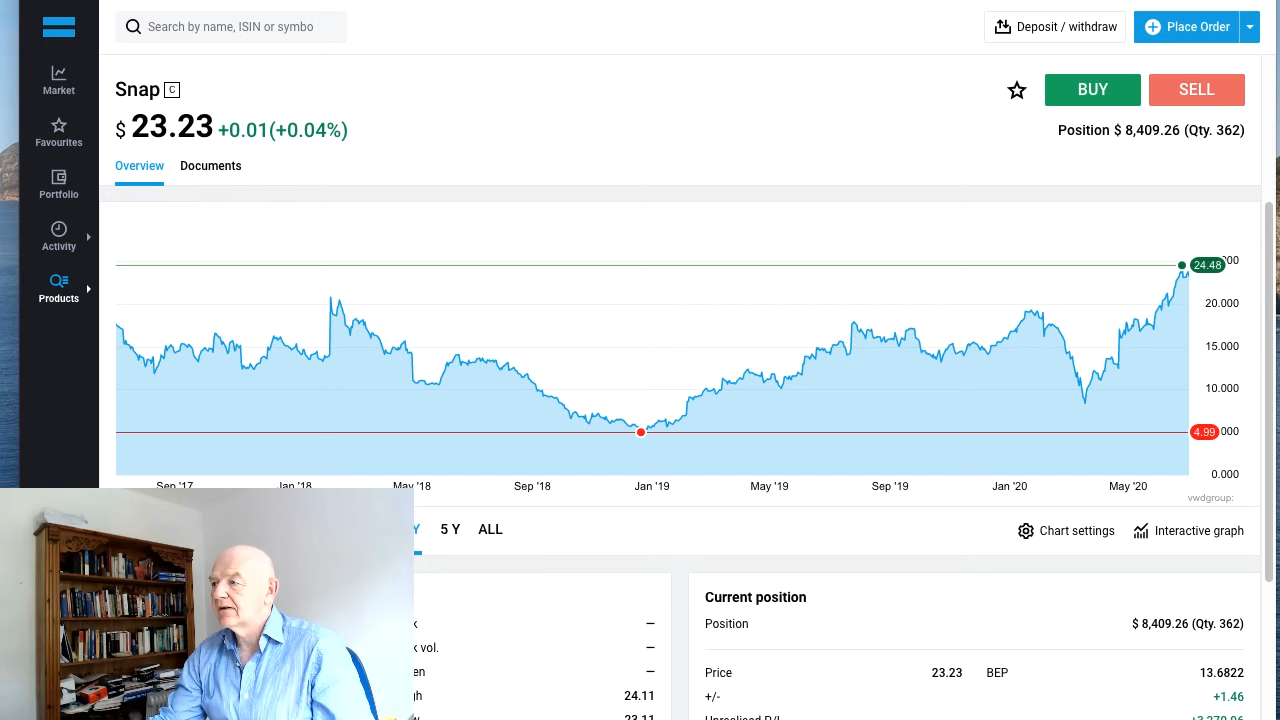 Search by name, ISIN or symbo
Deposit / withdraw
Place Order
Market
Favourites
Portfolio
Activity
Products
Snap C
BUY
SELL
$ 23.23 +0.01(+0.04%)
Position $ 8,409.26 (Qty. 362)
Overview
Documents
24.48
20.000
15.000
10.000
4.99
0.000
Sep '17
Jan '18
May '18
Sep '18
Jan '19
May '19
Sep '19
Jan '20
May '20
vwdgroup:
Y 5 Y ALL
Chart settings
Interactive graph
k –
k vol. –
en –
gh 24.11
w 23.11
Current position
Position $ 8,409.26 (Qty. 362)
Price 23.23 BEP 13.6822
+/- +1.46
Unrealised P/L